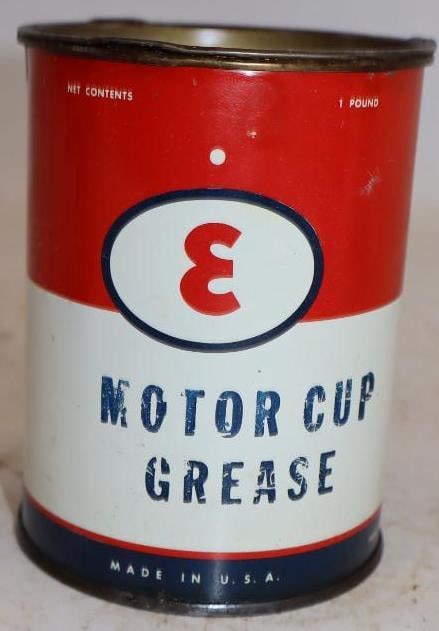 NET CONTENTS 1 POUND
Ɛ
MOTOR CUP
GREASE
MADE IN U.S.A.